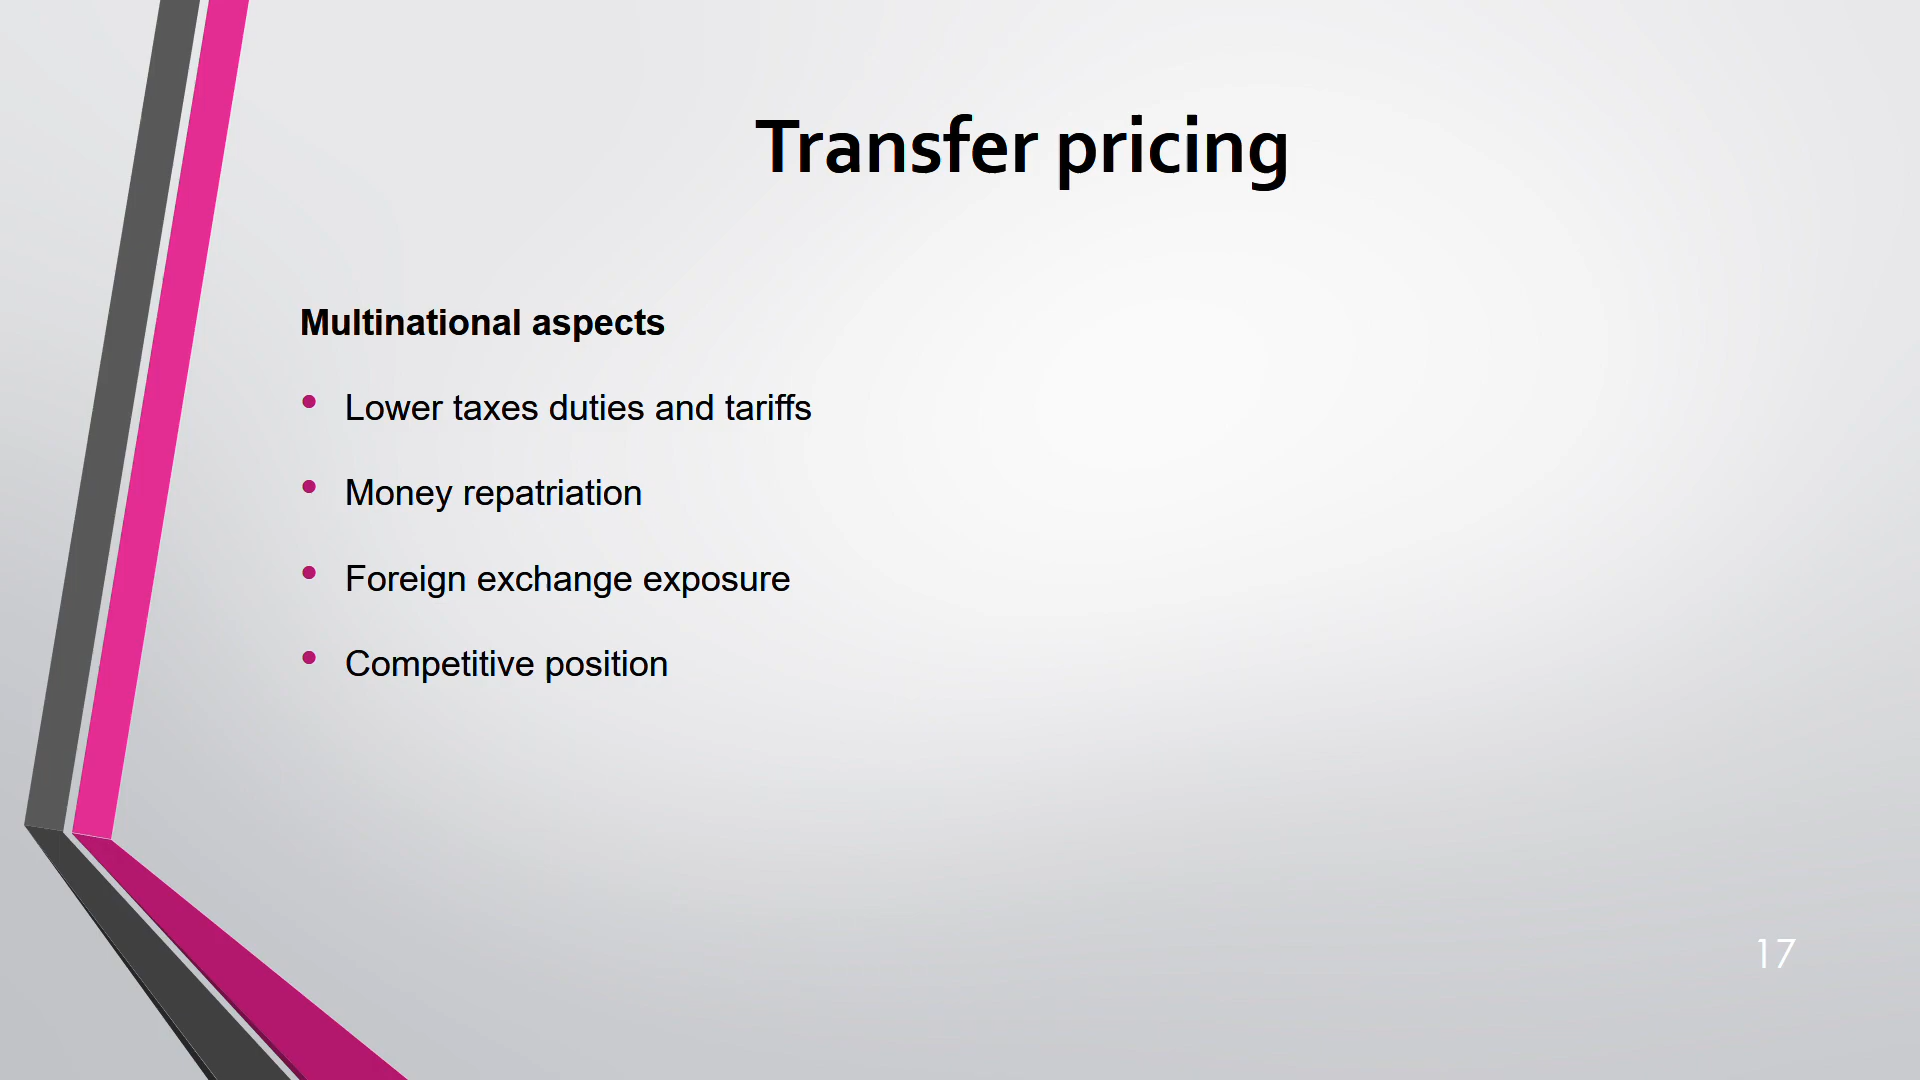 Transfer pricing
Multinational aspects
• Lower taxes duties and tariffs
• Money repatriation
• Foreign exchange exposure
• Competitive position
17